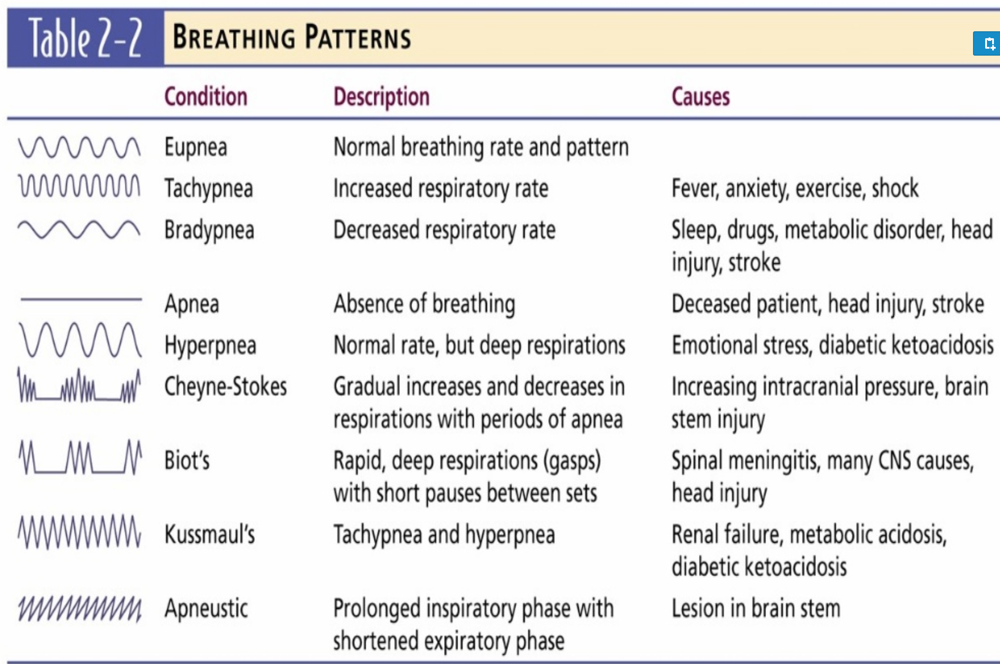 Table 2-2 BREATHING PATTERNS
Condition Description Causes
Eupnea Normal breathing rate and pattern
Tachypnea Increased respiratory rate Fever, anxiety, exercise, shock
Bradypnea Decreased respiratory rate Sleep, drugs, metabolic disorder, head
injury, stroke
Apnea Absence of breathing Deceased patient, head injury, stroke
Hyperpnea Normal rate, but deep respirations Emotional stress, diabetic ketoacidosis
Cheyne-Stokes Gradual increases and decreases in Increasing intracranial pressure, brain
respirations with periods of apnea stem injury
Biot's Rapid, deep respirations (gasps) Spinal meningitis, many CNS causes,
with short pauses between sets head injury
Kussmaul's Tachypnea and hyperpnea Renal failure, metabolic acidosis,
diabetic ketoacidosis
Apneustic Prolonged inspiratory phase with Lesion in brain stem
shortened expiratory phase